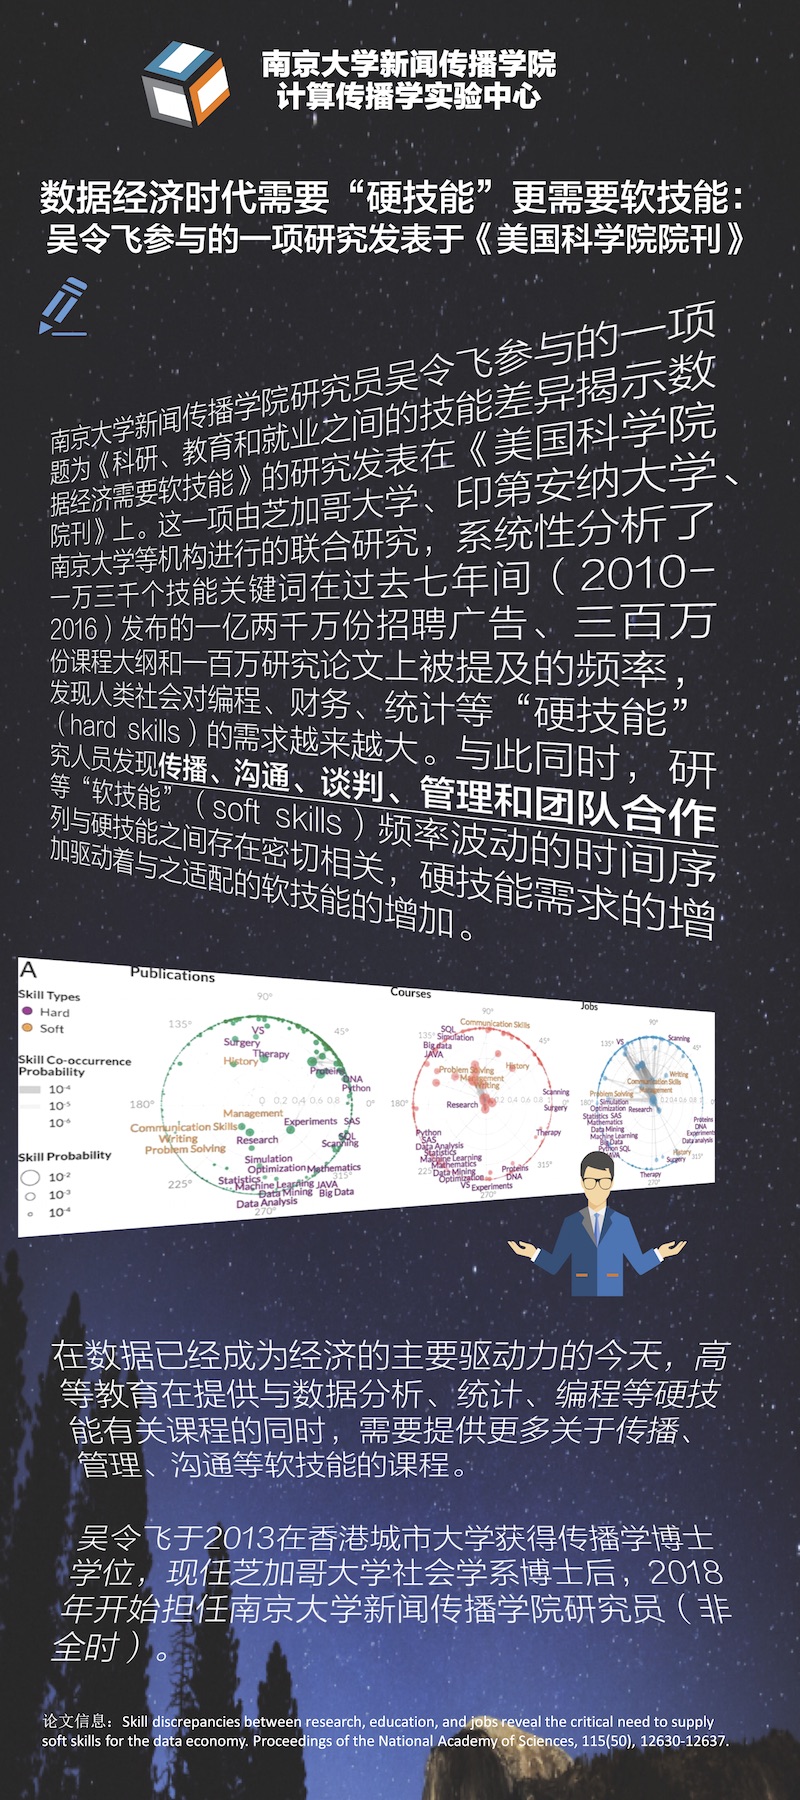 南京大学新闻传播学院
计算传播学实验中心
数据经济时代需要“硬技能”更需要软技能：
吴令飞参与的一项研究发表于《美国科学院院刊》
南京大学新闻传播学院研究员吴令飞参与的一项
题为《科研、教育和就业之间的技能差异揭示数
据经济需要软技能》的研究发表在《美国科学院
院刊》上。这一项由芝加哥大学、印第安纳大学、
南京大学等机构进行的联合研究，系统性分析了
一万三千个技能关键词在过去七年间（2010-
2016）发布的一亿两千万份招聘广告、三百万
份课程大纲和一百万研究论文上被提及的频率，
发现人类社会对编程、财务、统计等“硬技能”
（hard skills）的需求越来越大。与此同时，研
究人员发现传播、沟通、谈判、管理和团队合作
等“软技能”（soft skills）频率波动的时间序
列与硬技能之间存在密切相关，硬技能需求的增
加驱动着与之适配的软技能的增加。
A
Publications
Courses
Jobs
Skill Types
Hard
Soft
Skill Co-occurrence
Probability
10⁻⁴
10⁻⁵
10⁻⁶
Skill Probability
10⁻²
10⁻³
10⁻⁴
90°
135°
45°
VS
Surgery
Therapy
History
Proteins
DNA
Python
180°
0 0.2 0.4 0.6 0.8 1
0°
Management
Communication Skills
Writing
Problem Solving
Experiments
SAS
Research
SQL
Scanning
Simulation
Optimization
Mathematics
Statistics
Machine Learning
JAVA
Data Mining
Big Data
Data Analysis
225°
315°
270°
90°
Communication Skills
SQL
Simulation
Big data
JAVA
45°
Problem Solving
History
Management
Writing
Scanning
180°
Research
Surgery
Python
SAS
Therapy
Data Analysis
Statistics
Machine Learning
Mathematics
Data Mining
Optimization
Proteins
DNA
VS
Experiments
315°
270°
90°
135°
45°
VS
Scanning
Writing
Communication Skills
Management
Problem Solving
180°
Simulation
Optimization
Research
Statistics SAS
Mathematics
Data Mining
Machine Learning
Big Data
Python SQL
JAVA
Proteins
DNA
Experiments
Data analysis
History
Surgery
Therapy
315°
270°
在数据已经成为经济的主要驱动力的今天，高
等教育在提供与数据分析、统计、编程等硬技
能有关课程的同时，需要提供更多关于传播、
管理、沟通等软技能的课程。
吴令飞于2013在香港城市大学获得传播学博士
学位，现任芝加哥大学社会学系博士后，2018
年开始担任南京大学新闻传播学院研究员（非
全时）。
论文信息：Skill discrepancies between research, education, and jobs reveal the critical need to supply
soft skills for the data economy. Proceedings of the National Academy of Sciences, 115(50), 12630-12637.